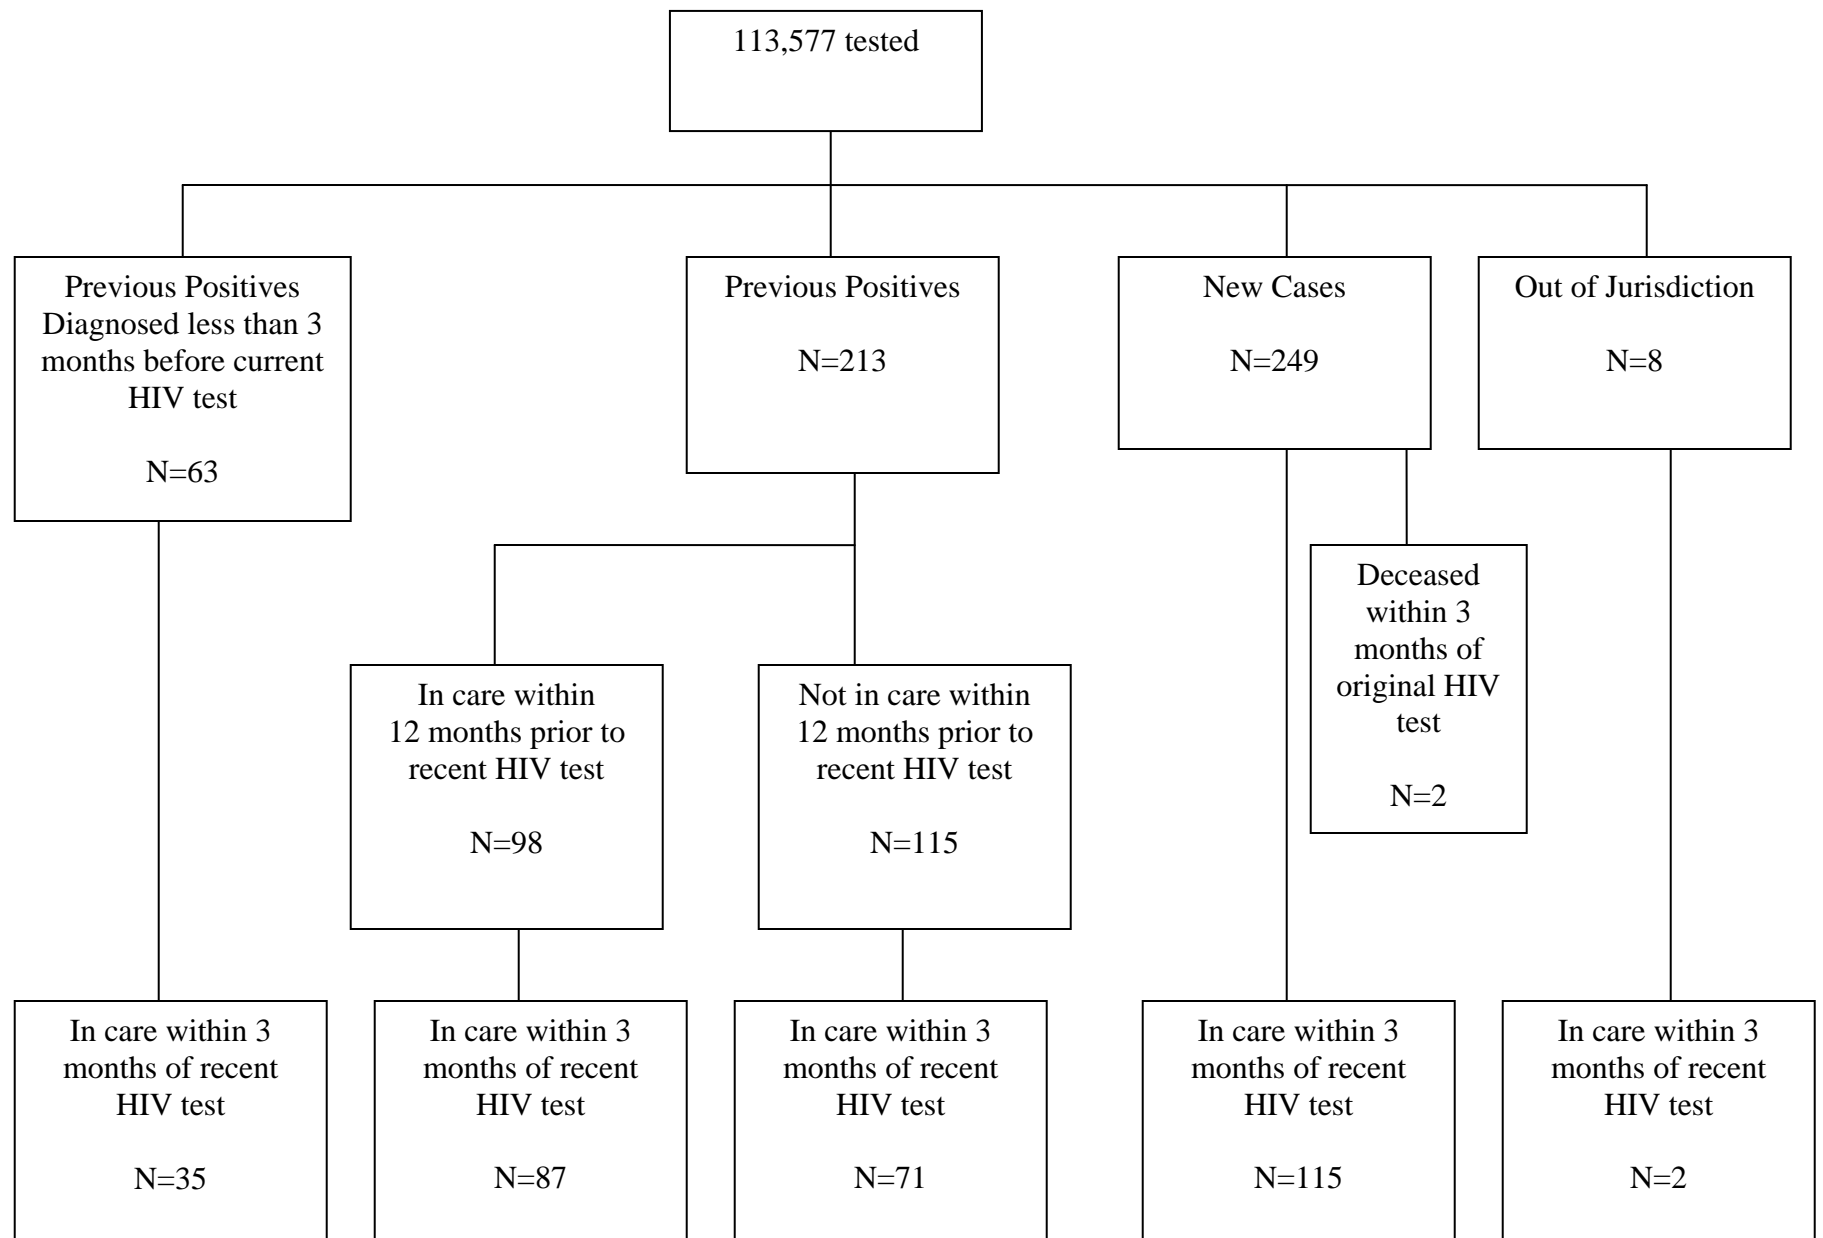 113,577 tested
Previous Positives
Diagnosed less than 3
months before current
HIV test
N=63
Previous Positives
N=213
New Cases
N=249
Out of Jurisdiction
N=8
In care within
12 months prior to
recent HIV test
N=98
Not in care within
12 months prior to
recent HIV test
N=115
Deceased
within 3
months of
original HIV
test
N=2
In care within 3
months of recent
HIV test
N=35
In care within 3
months of recent
HIV test
N=87
In care within 3
months of recent
HIV test
N=71
In care within 3
months of recent
HIV test
N=115
In care within 3
months of recent
HIV test
N=2